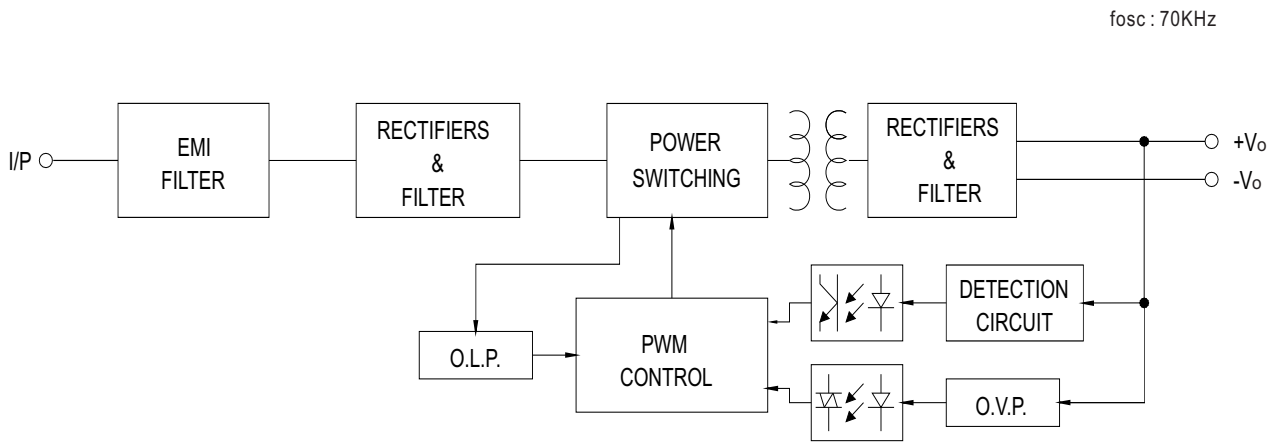 fosc : 70KHz
I/P
EMI
FILTER
RECTIFIERS
&
FILTER
POWER
SWITCHING
RECTIFIERS
&
FILTER
+Vo
-Vo
O.L.P.
PWM
CONTROL
DETECTION
CIRCUIT
O.V.P.